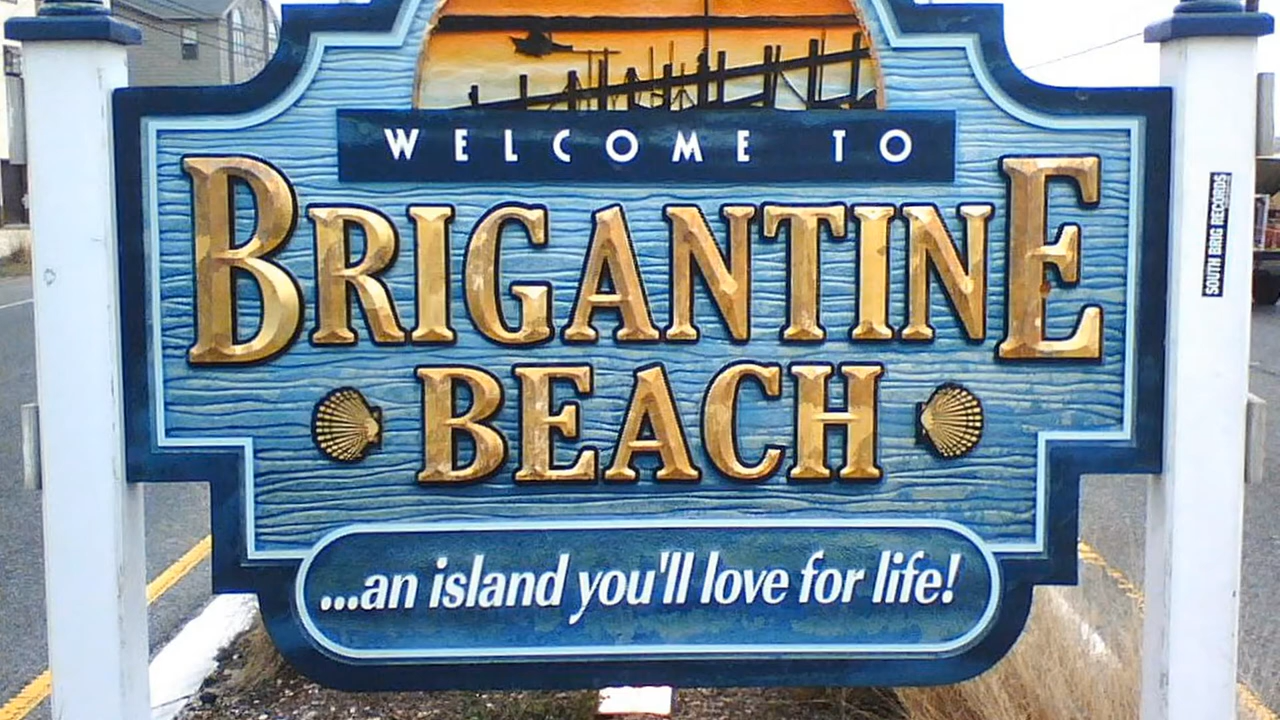 WELCOME TO
BRIGANTINE
BEACH
...an island you'll love for life!
SOUTH BRIG RECORDS